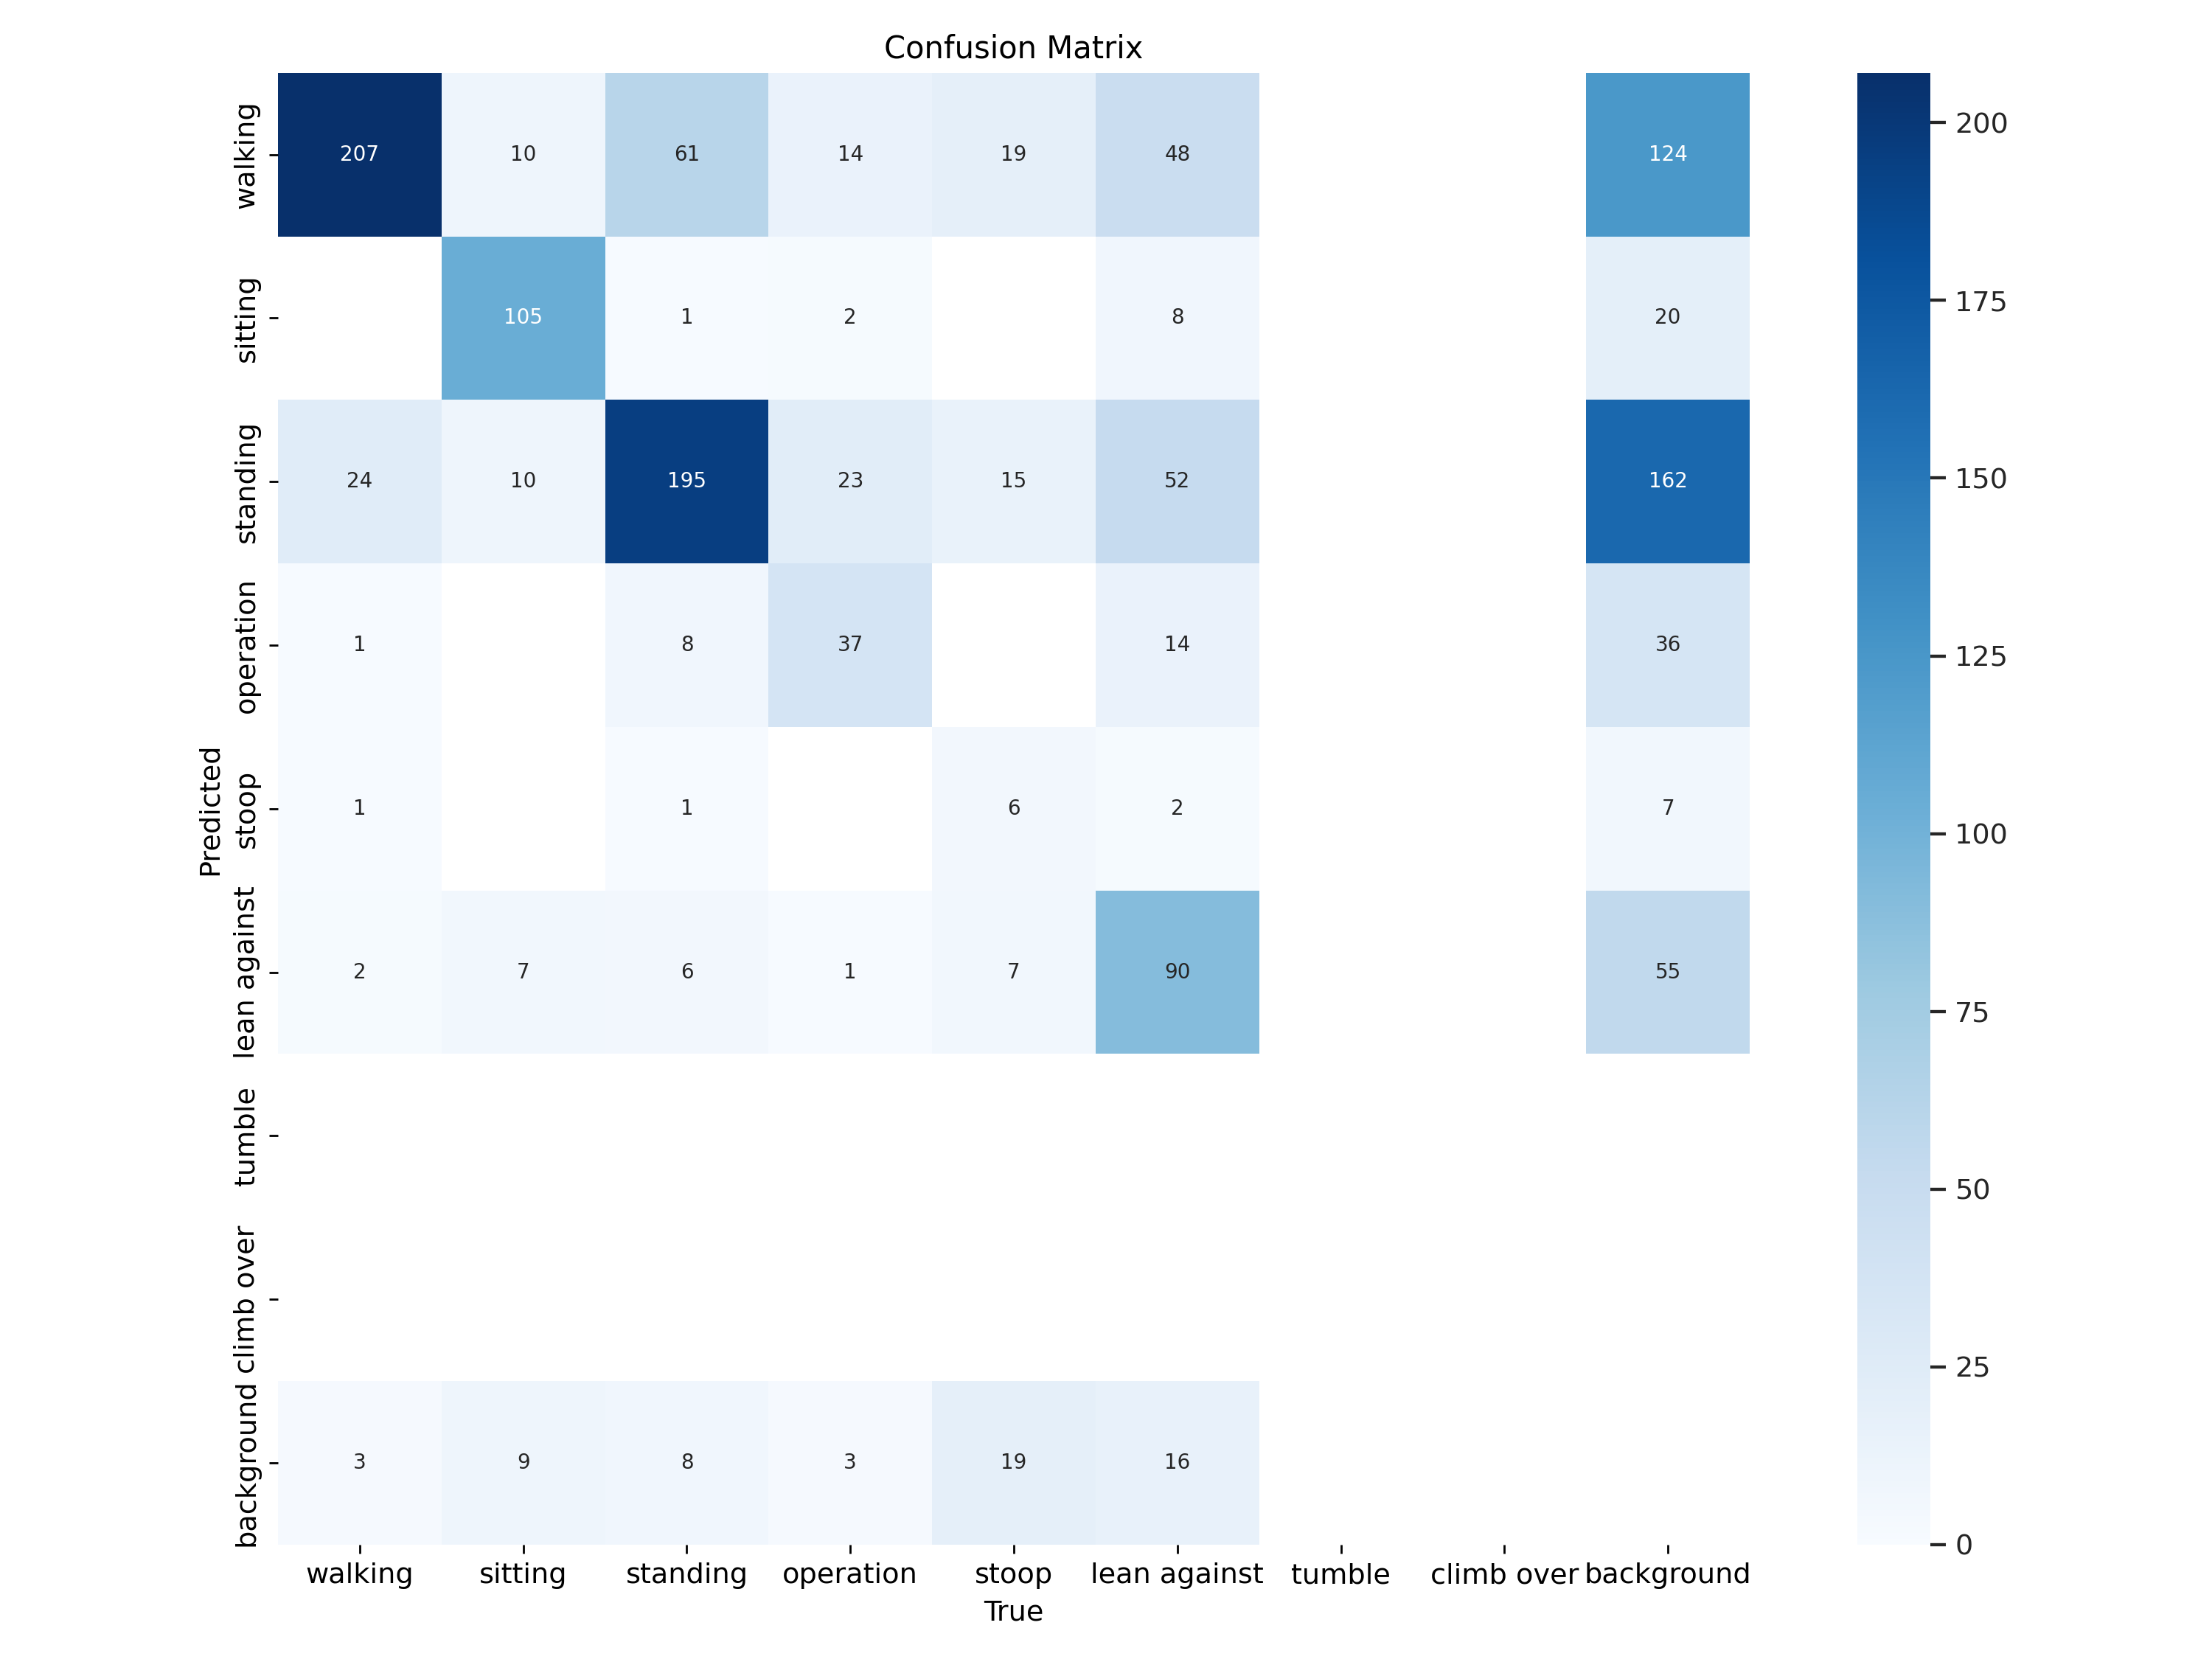 Confusion Matrix
walking 207 10 61 14 19 48 124
sitting 105 1 2 8 20
standing 24 10 195 23 15 52 162
operation 1 8 37 14 36
stoop 1 1 6 2 7
lean against 2 7 6 1 7 90 55
tumble
climb over
background 3 9 8 3 19 16
Predicted
walking sitting standing operation stoop lean against tumble climb over background
True
200
175
150
125
100
75
50
25
0